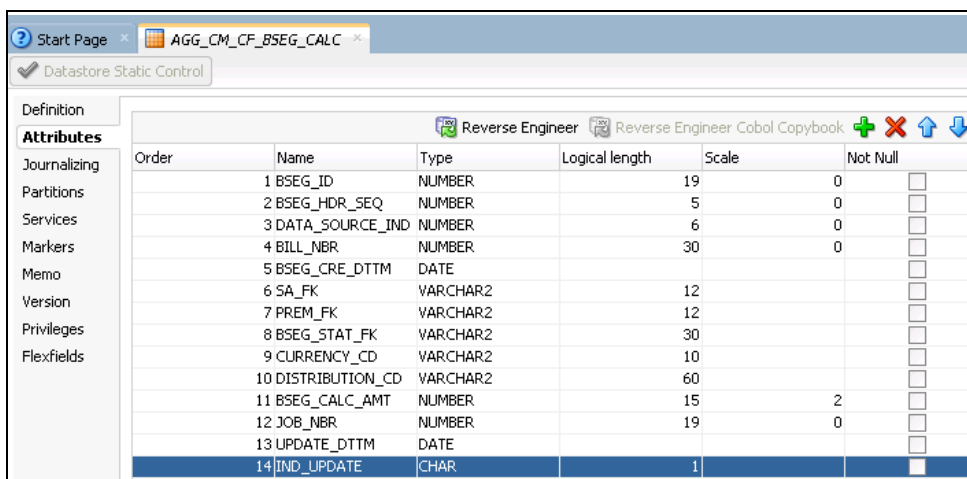 Start Page AGG_CM_CF_BSEG_CALC
Datastore Static Control
Definition
Attributes
Journalizing
Partitions
Services
Markers
Memo
Version
Privileges
Flexfields
Reverse Engineer Reverse Engineer Cobol Copybook
Order Name Type Logical length Scale Not Null
1 BSEG_ID NUMBER 19 0
2 BSEG_HDR_SEQ NUMBER 5 0
3 DATA_SOURCE_IND NUMBER 6 0
4 BILL_NBR NUMBER 30 0
5 BSEG_CRE_DTTM DATE
6 SA_FK VARCHAR2 12
7 PREM_FK VARCHAR2 12
8 BSEG_STAT_FK VARCHAR2 30
9 CURRENCY_CD VARCHAR2 10
10 DISTRIBUTION_CD VARCHAR2 60
11 BSEG_CALC_AMT NUMBER 15 2
12 JOB_NBR NUMBER 19 0
13 UPDATE_DTTM DATE
14 IND_UPDATE CHAR 1